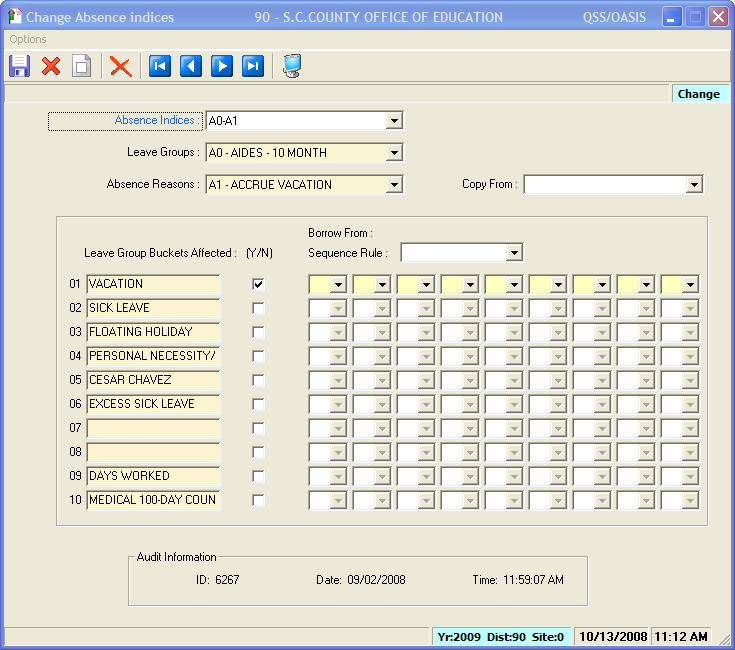 Change Absence indices 90 - S.C.COUNTY OFFICE OF EDUCATION QSS/OASIS
Options
Change
Absence Indices : A0-A1
Leave Groups : A0 - AIDES - 10 MONTH
Absence Reasons : A1 - ACCRUE VACATION Copy From :
Borrow From :
Leave Group Buckets Affected : (Y/N) Sequence Rule :
01 VACATION
02 SICK LEAVE
03 FLOATING HOLIDAY
04 PERSONAL NECESSITY/
05 CESAR CHAVEZ
06 EXCESS SICK LEAVE
07
08
09 DAYS WORKED
10 MEDICAL 100-DAY COUN
Audit Information
ID: 6267 Date: 09/02/2008 Time: 11:59:07 AM
Yr:2009 Dist:90 Site:0 10/13/2008 11:12 AM